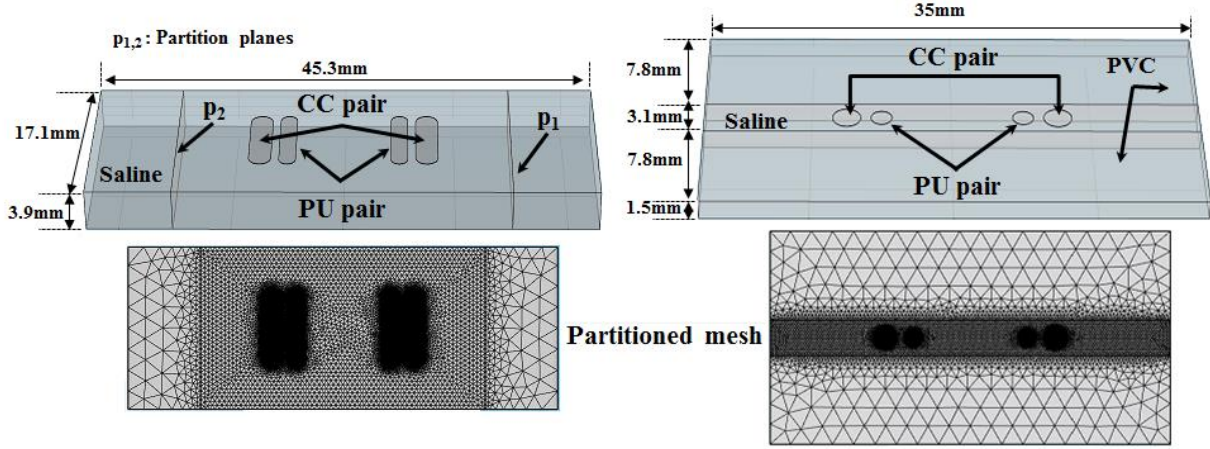 p1,2 : Partition planes
45.3mm
CC pair
p2
p1
17.1mm
Saline
PU pair
3.9mm
35mm
CC pair
PVC
7.8mm
3.1mm
Saline
7.8mm
PU pair
1.5mm
Partitioned mesh